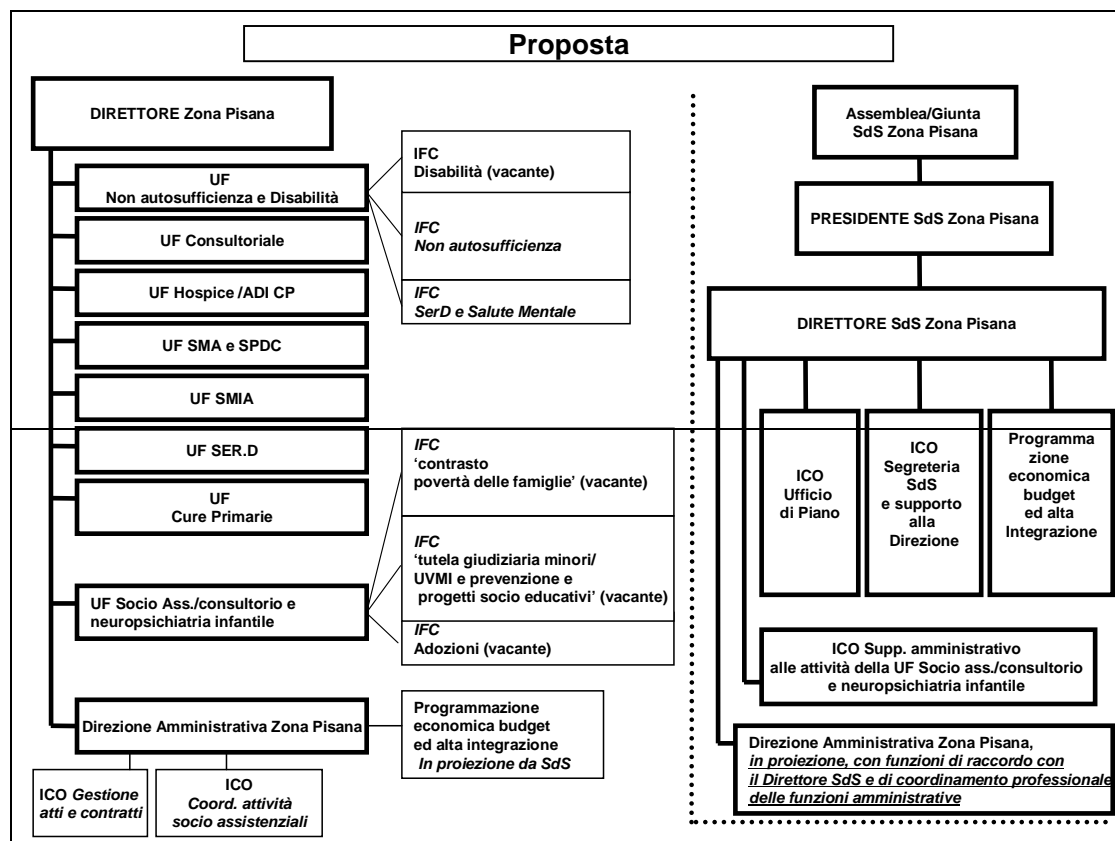 Proposta
DIRETTORE Zona Pisana
UF
Non autosufficienza e Disabilità
UF Consultoriale
UF Hospice /ADI CP
UF SMA e SPDC
UF SMIA
UF SER.D
UF
Cure Primarie
UF Socio Ass./consultorio e
neuropsichiatria infantile
Direzione Amministrativa Zona Pisana
ICO Gestione
atti e contratti
ICO
Coord. attività
socio assistenziali
IFC
Disabilità (vacante)
IFC
Non autosufficienza
IFC
SerD e Salute Mentale
IFC
‘contrasto
povertà delle famiglie’ (vacante)
IFC
‘tutela giudiziaria minori/
UVMI e prevenzione e
progetti socio educativi’ (vacante)
IFC
Adozioni (vacante)
Programmazione
economica budget
ed alta integrazione
In proiezione da SdS
Assemblea/Giunta
SdS Zona Pisana
PRESIDENTE SdS Zona Pisana
DIRETTORE SdS Zona Pisana
ICO
Ufficio
di Piano
ICO
Segreteria
SdS
e supporto
alla
Direzione
Programma
zione
economica
budget
ed alta
Integrazione
ICO Supp. amministrativo
alle attività della UF Socio ass./consultorio
e neuropsichiatria infantile
Direzione Amministrativa Zona Pisana,
in proiezione, con funzioni di raccordo con
il Direttore SdS e di coordinamento professionale
delle funzioni amministrative